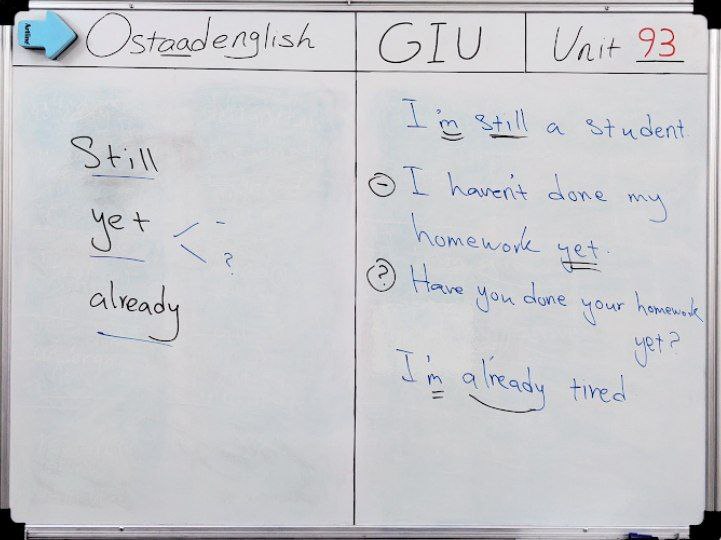 Ostaadenglish
GIU
Unit 93
Still
yet
-
?
already
I'm still a student.
- I haven't done my
homework yet.
? Have you done your homework
yet?
I'm already tired